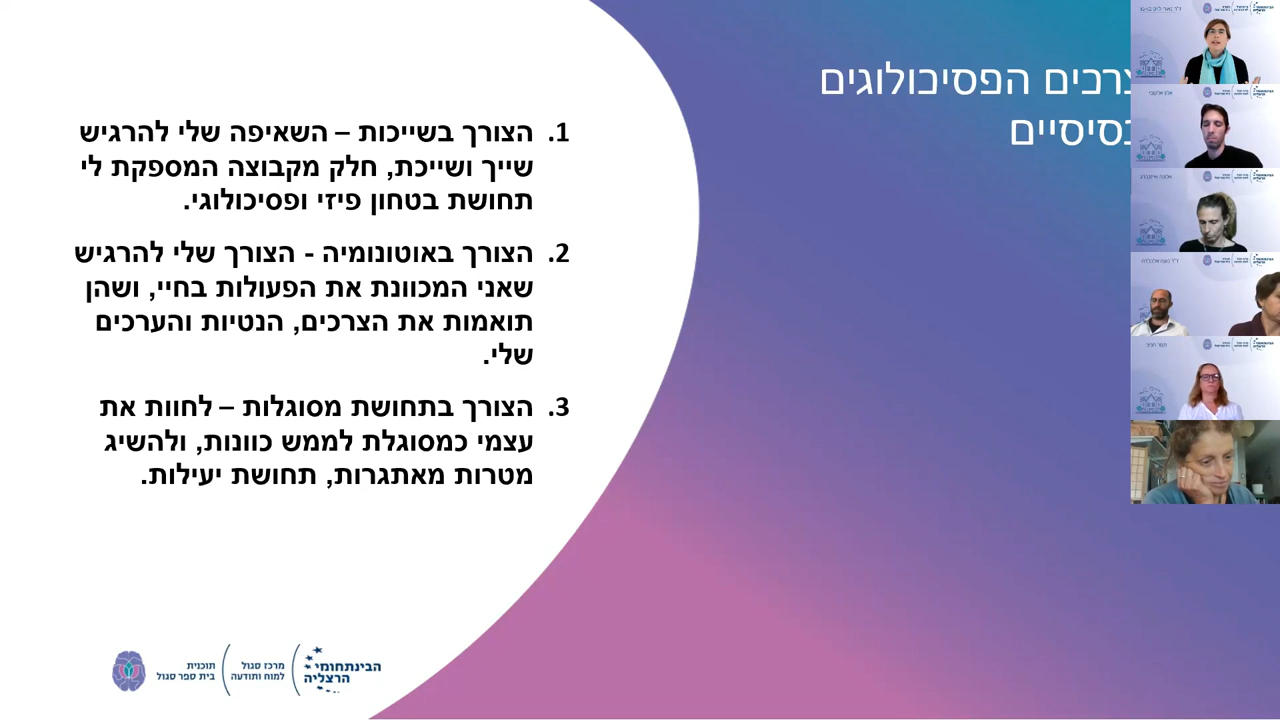 צרכים הפסיכולוגים
בסיסיים
1. הצורך בשייכות – השאיפה שלי להרגיש
שייך ושייכת, חלק מקבוצה המספקת לי
תחושת בטחון פיזי ופסיכולוגי.
2. הצורך באוטונומיה - הצורך שלי להרגיש
שאני המכוונת את הפעולות בחיי, ושהן
תואמות את הצרכים, הנטיות והערכים
שלי.
3. הצורך בתחושת מסוגלות – לחוות את
עצמי כמסוגלת לממש כוונות, ולהשיג
מטרות מאתגרות, תחושת יעילות.
הבינתחומי
הרצליה
מרכז סגול
למוח ותודעה
תוכנית
בית ספר סגול